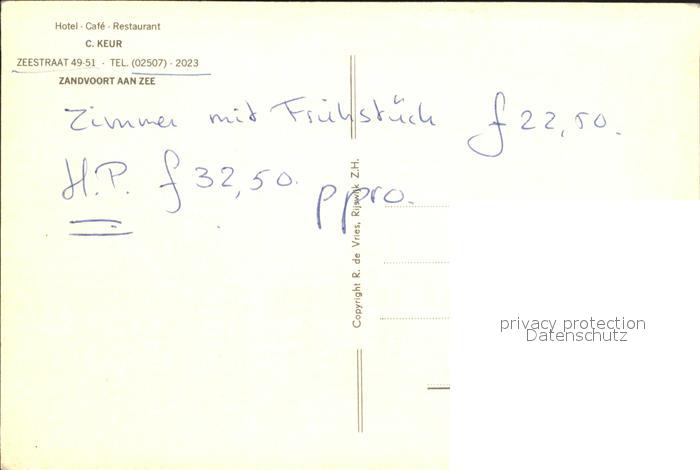 Hotel - Café - Restaurant
C. KEUR
ZEESTRAAT 49-51 - TEL. (02507) - 2023
ZANDVOORT AAN ZEE
Zimmer mit Frühstück f 22,50.
H.P. f 32,50. ppro.
Copyright R. de Vries, Rijswijk Z.H.
privacy protection
Datenschutz